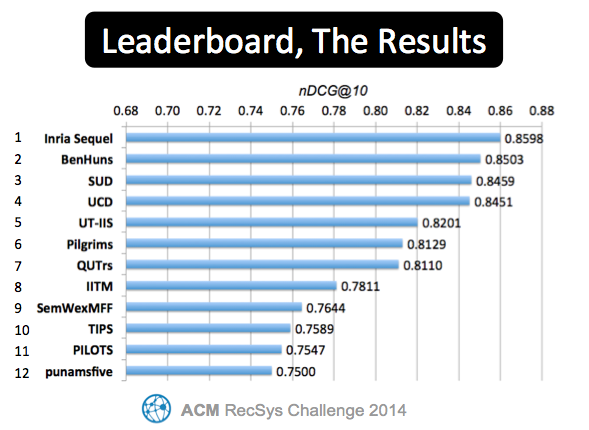 Leaderboard, The Results
nDCG@10
0.68 0.70 0.72 0.74 0.76 0.78 0.80 0.82 0.84 0.86 0.88
1 Inria Sequel 0.8598
2 BenHuns 0.8503
3 SUD 0.8459
4 UCD 0.8451
5 UT-IIS 0.8201
6 Pilgrims 0.8129
7 QUTrs 0.8110
8 IITM 0.7811
9 SemWexMFF 0.7644
10 TIPS 0.7589
11 PILOTS 0.7547
12 punamsfive 0.7500
ACM RecSys Challenge 2014